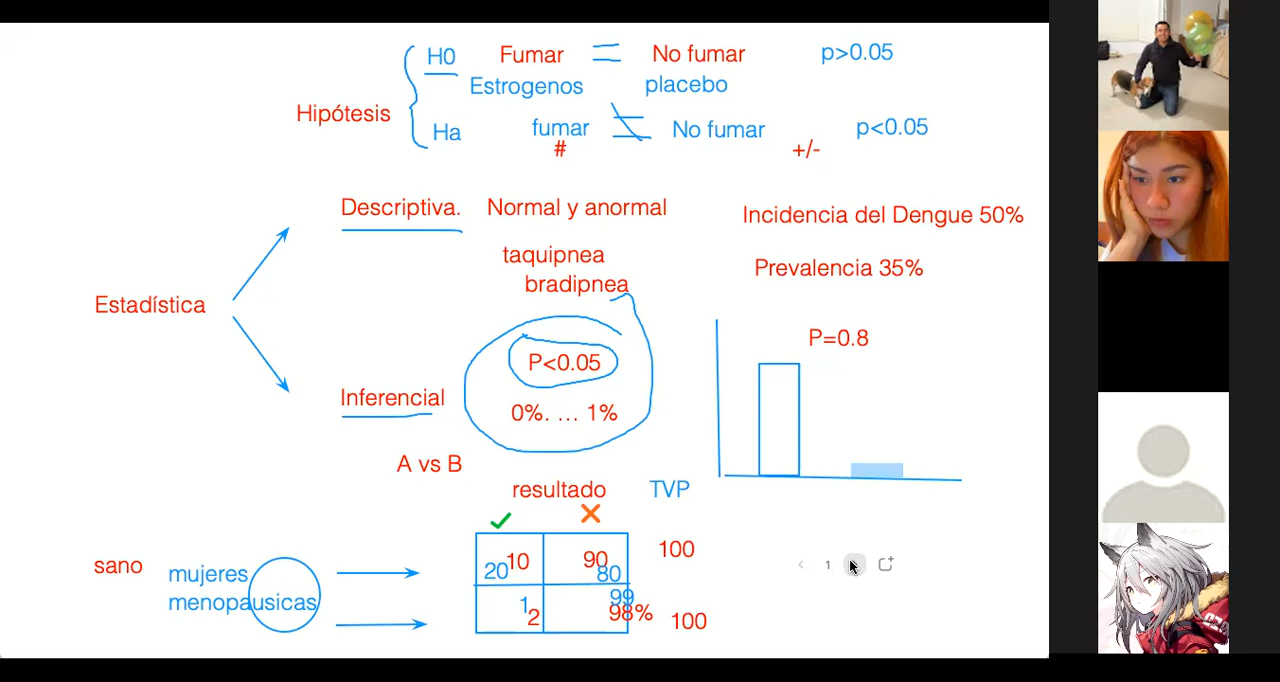 H0 Fumar = No fumar p>0.05
Estrogenos placebo
Hipótesis
Ha fumar ≠ No fumar p<0.05
# +/-
Descriptiva. Normal y anormal Incidencia del Dengue 50%
taquipnea
bradipnea
Prevalencia 35%
Estadística
P<0.05 P=0.8
Inferencial 0%. ... 1%
A vs B
resultado TVP
✓ ✕
sano
mujeres
menopausicas
10 90 100
20 80
1 99
2 98% 100
1